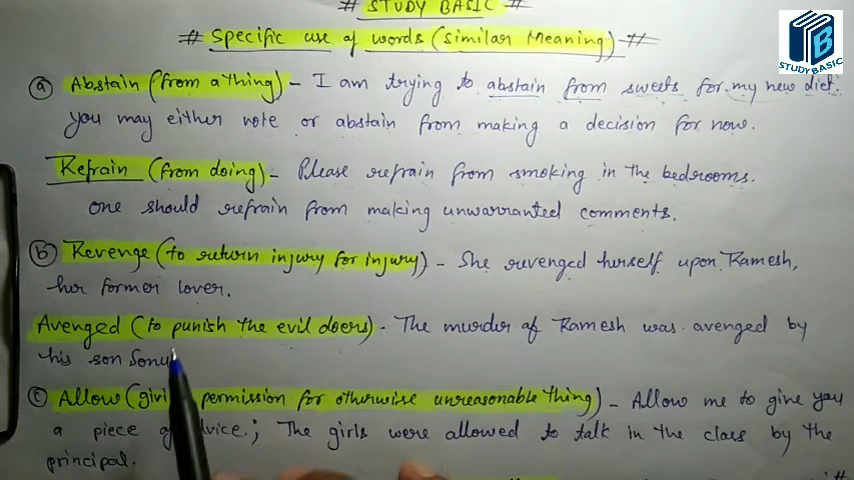 # STUDY BASIC #
# Specific use of words (similar Meaning) #
STUDY BASIC
(a) Abstain (from a thing) - I am trying to abstain from sweets for my new diet.
You may either vote or abstain from making a decision for now.
Refrain (from doing) - Please refrain from smoking in the bedrooms.
one should refrain from making unwarranted comments.
(b) Revenge (to return injury for injury) - She revenged herself upon Ramesh,
her former lover.
Avenged (to punish the evil doers) - The murder of Ramesh was avenged by
his son Sonu
(c) Allow ( permission for otherwise unreasonable thing) - Allow me to give you
a piece ; The girls were allowed to talk in the class by the
principal.